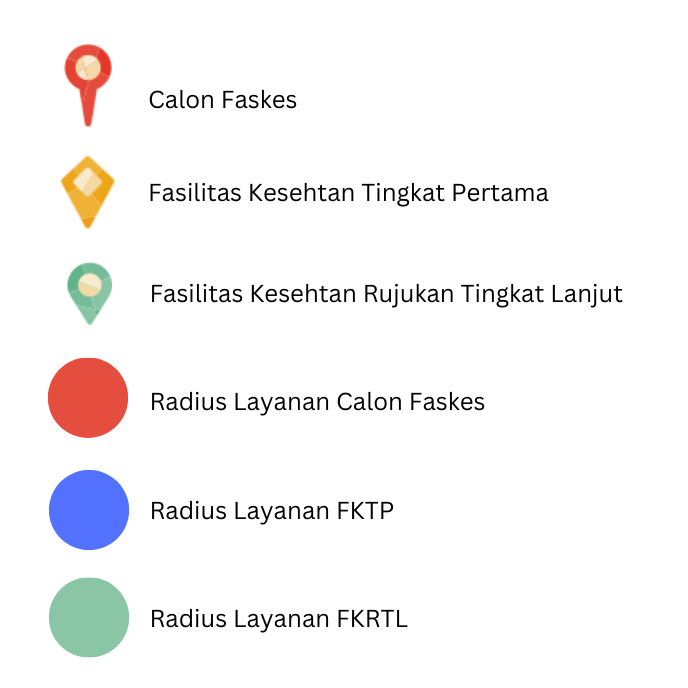 Calon Faskes
Fasilitas Kesehtan Tingkat Pertama
Fasilitas Kesehtan Rujukan Tingkat Lanjut
Radius Layanan Calon Faskes
Radius Layanan FKTP
Radius Layanan FKRTL